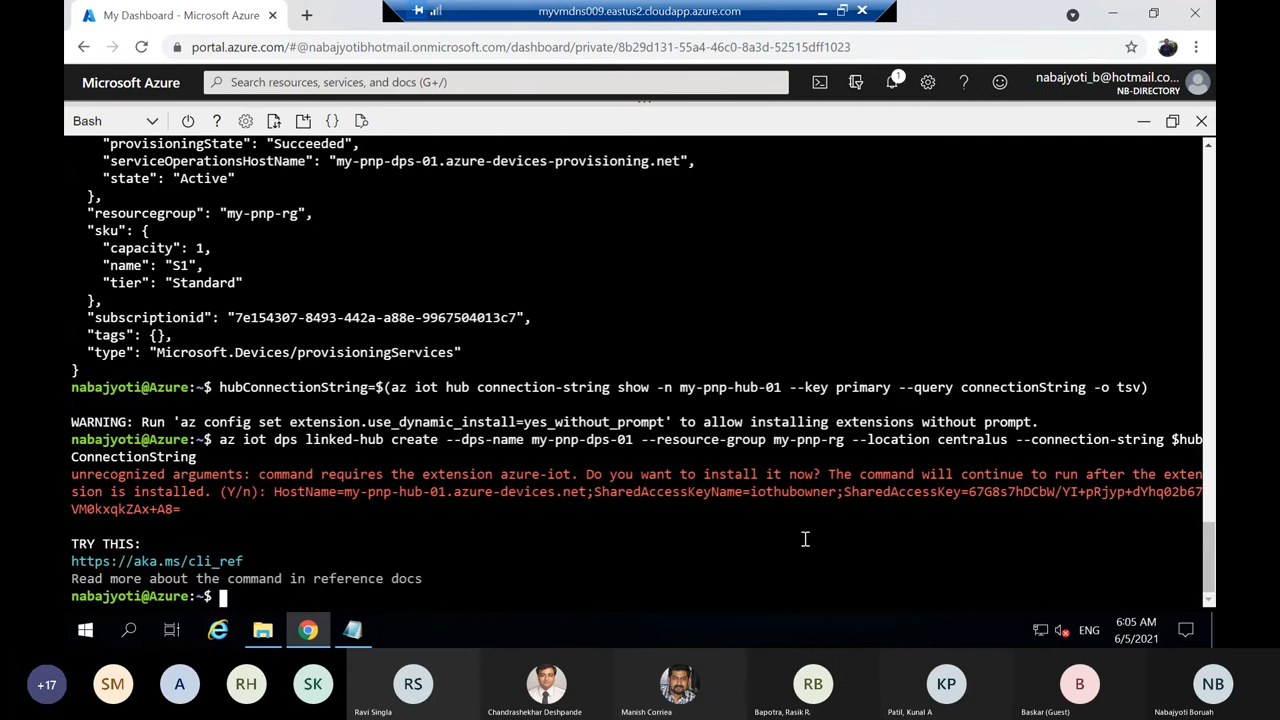 My Dashboard - Microsoft Azure
myvmdns009.eastus2.cloudapp.azure.com
portal.azure.com/#@nabajyotibhotmail.onmicrosoft.com/dashboard/private/8b29d131-55a4-46c0-8a3d-52515dff1023
Microsoft Azure
Search resources, services, and docs (G+/)
1
nabajyoti_b@hotmail.co...
NB-DIRECTORY
Bash
"provisioningState": "Succeeded",
"serviceOperationsHostName": "my-pnp-dps-01.azure-devices-provisioning.net",
"state": "Active"
},
"resourcegroup": "my-pnp-rg",
"sku": {
"capacity": 1,
"name": "S1",
"tier": "Standard"
},
"subscriptionid": "7e154307-8493-442a-a88e-9967504013c7",
"tags": {},
"type": "Microsoft.Devices/provisioningServices"
}
nabajyoti@Azure:~$ hubConnectionString=$(az iot hub connection-string show -n my-pnp-hub-01 --key primary --query connectionString -o tsv)
WARNING: Run 'az config set extension.use_dynamic_install=yes_without_prompt' to allow installing extensions without prompt.
nabajyoti@Azure:~$ az iot dps linked-hub create --dps-name my-pnp-dps-01 --resource-group my-pnp-rg --location centralus --connection-string $hub
ConnectionString
unrecognized arguments: command requires the extension azure-iot. Do you want to install it now? The command will continue to run after the exten
sion is installed. (Y/n): HostName=my-pnp-hub-01.azure-devices.net;SharedAccessKeyName=iothubowner;SharedAccessKey=67G8s7hDCbW/YI+pRjyp+dYhq02b67
VM0kxqkZAx+A8=
TRY THIS:
https://aka.ms/cli_ref
Read more about the command in reference docs
nabajyoti@Azure:~$
ENG
6:05 AM
6/5/2021
+17
SM
A
RH
SK
RS
RB
KP
B
NB
Ravi Singla
Chandrashekhar Deshpande
Manish Correia
Bapotra, Rasik R.
Patil, Kunal A
Baskar (Guest)
Nabajyoti Boruah